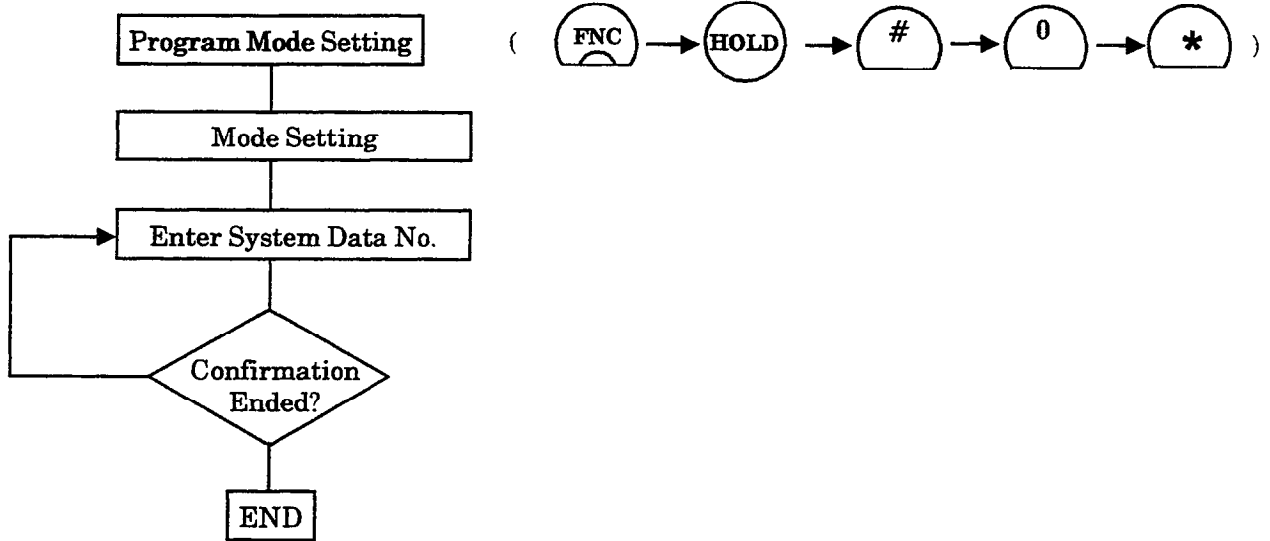 Program Mode Setting
( FNC HOLD # 0 * )
Mode Setting
Enter System Data No.
Confirmation
Ended?
END